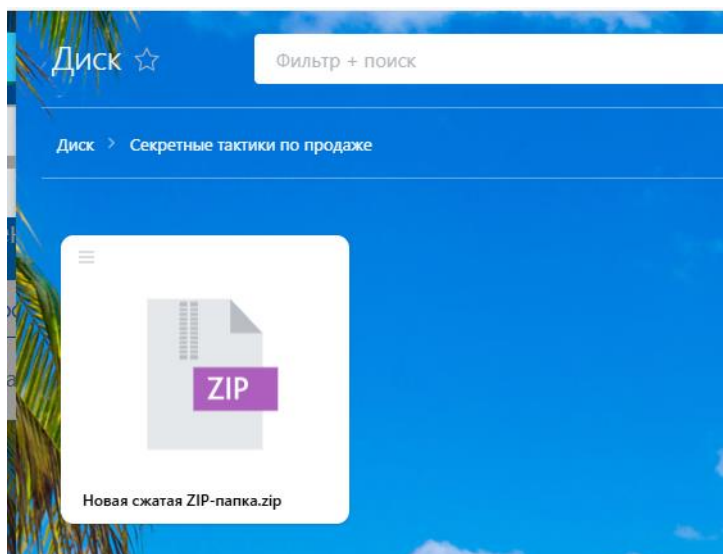 Диск
Фильтр + поиск
Диск > Секретные тактики по продаже
ZIP
Новая сжатая ZIP-папка.zip